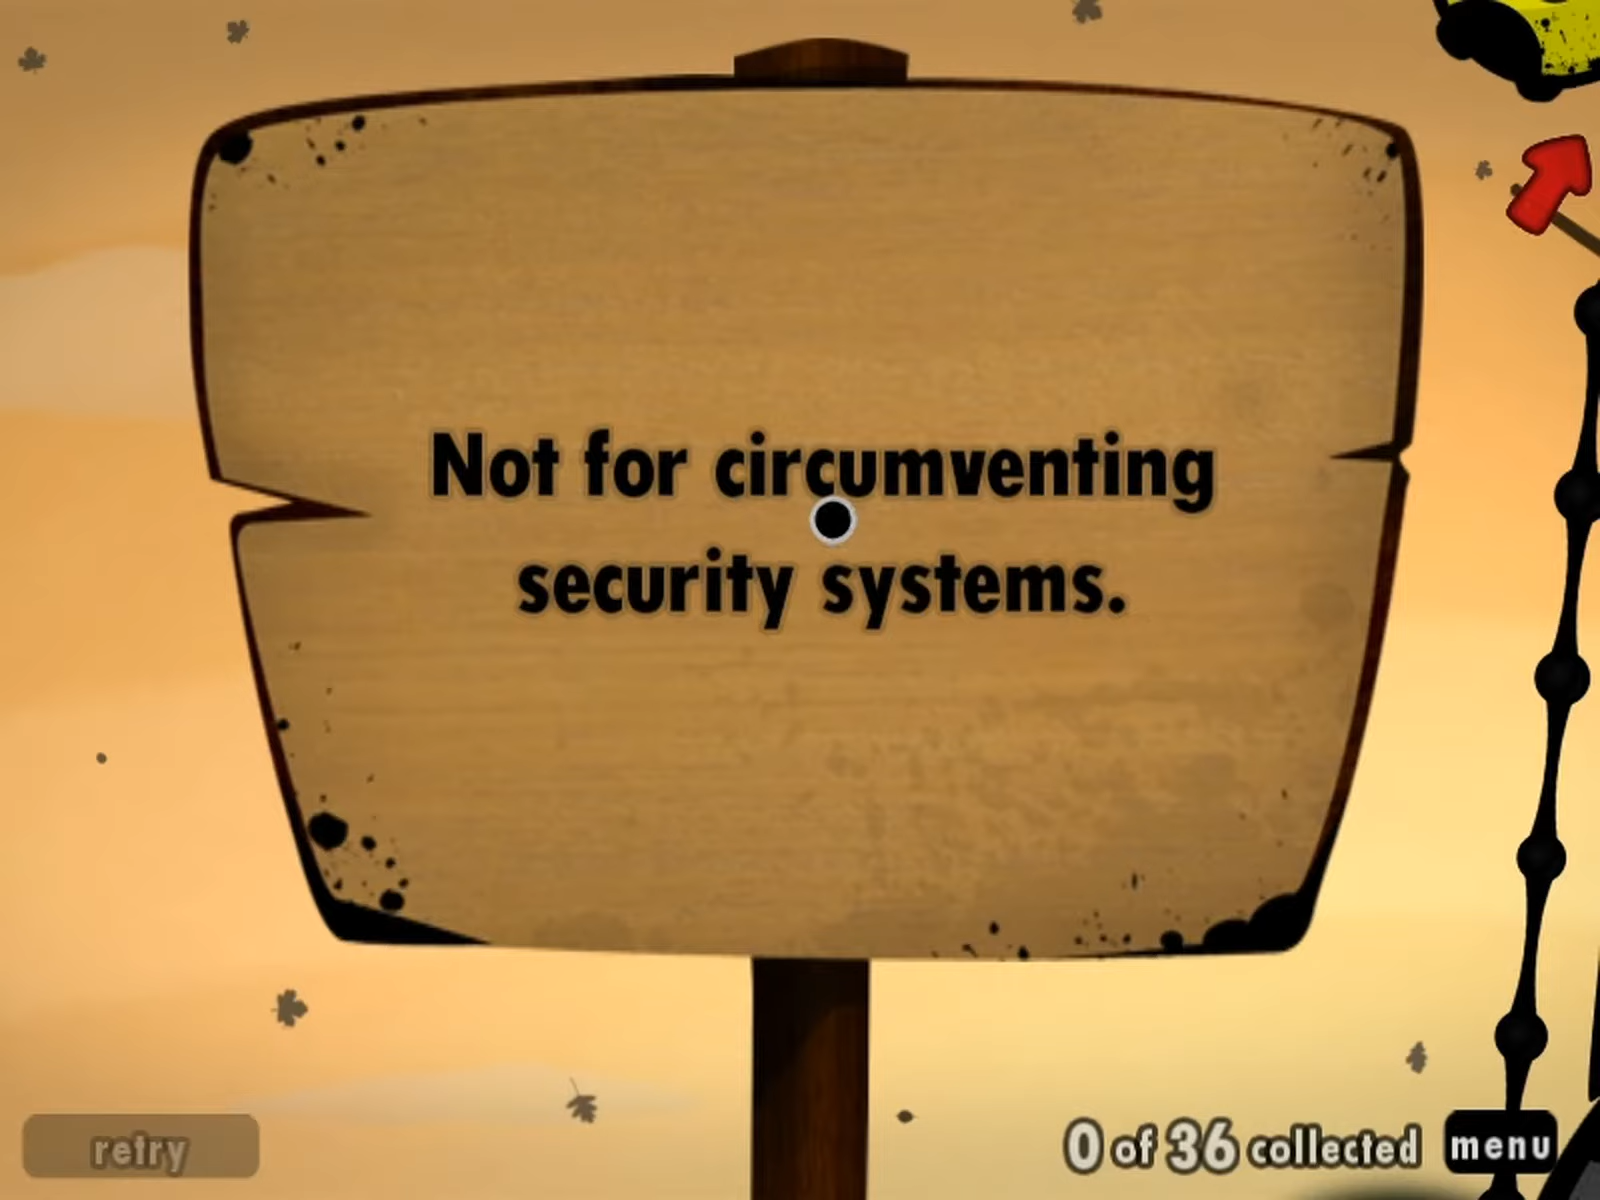 Not for circumventing
security systems.
retry
0 of 36 collected
menu